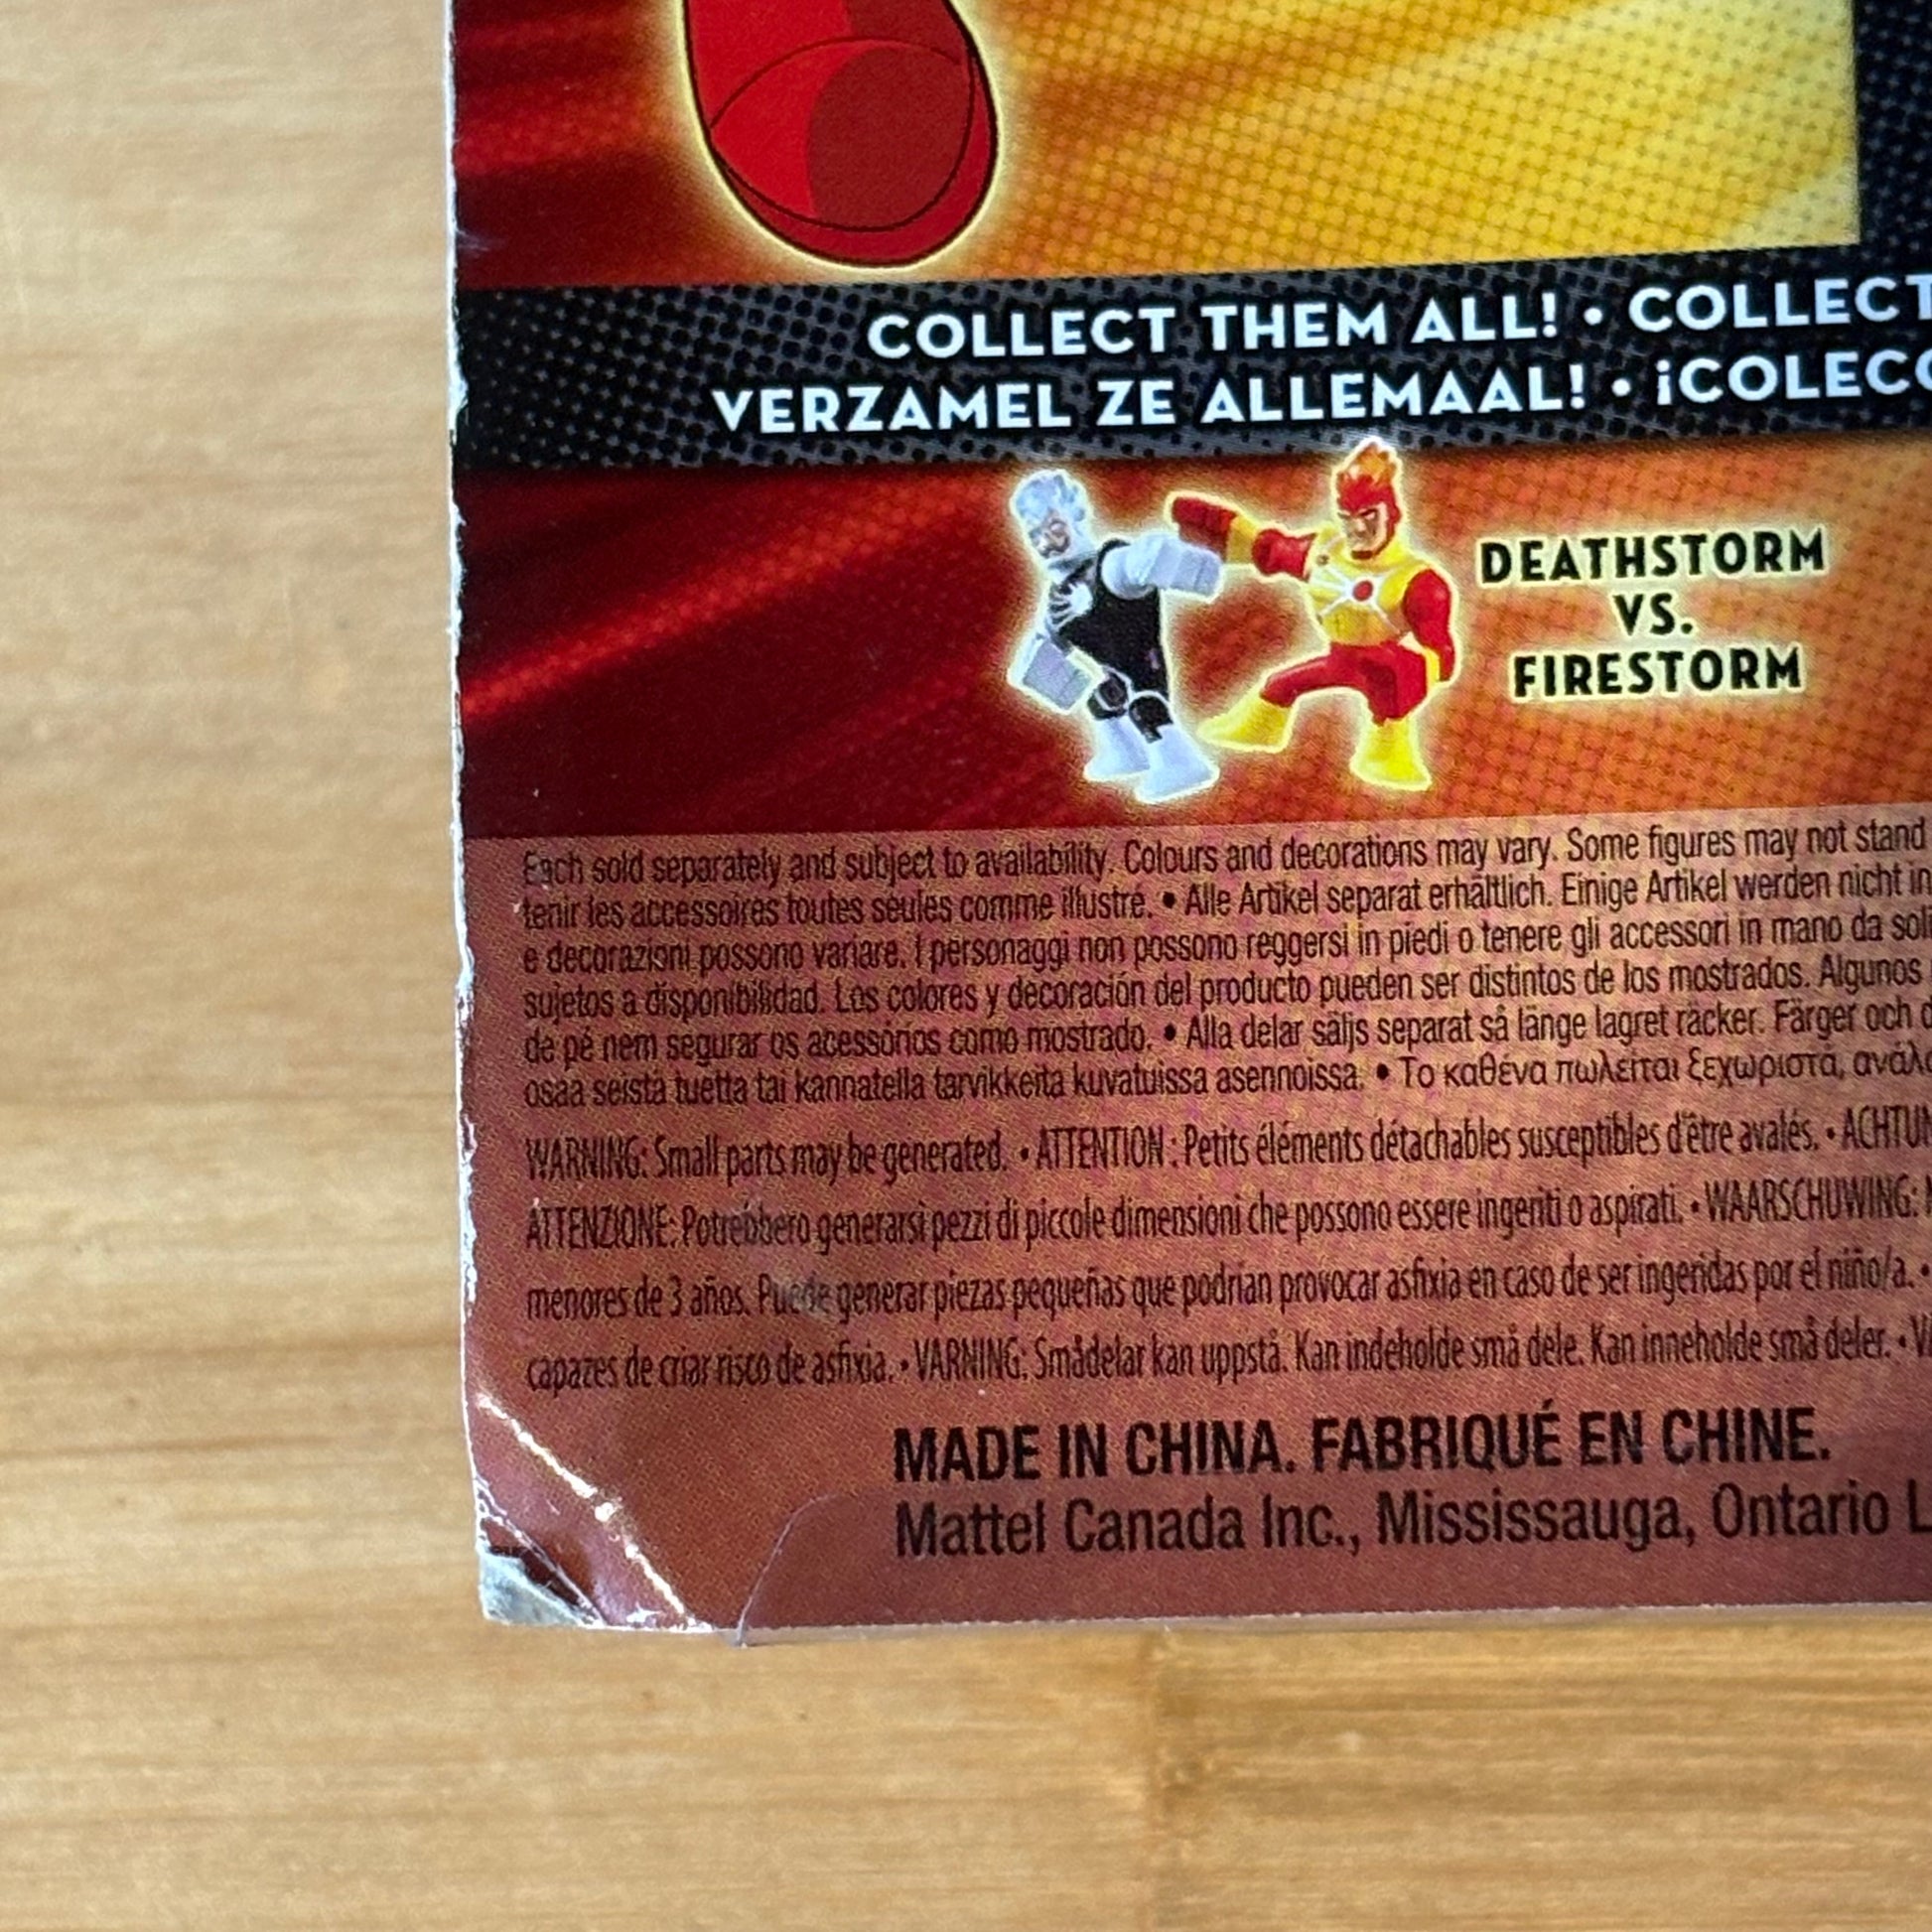 COLLECT THEM ALL! • COLLECT
VERZAMEL ZE ALLEMAAL! • ¡COLECC
DEATHSTORM
VS.
FIRESTORM
Each sold separately and subject to availability. Colours and decorations may vary. Some figures may not stand
tenir les accessoires toutes seules comme illustré. • Alle Artikel separat erhältlich. Einige Artikel werden nicht in
e decorazioni possono variare. I personaggi non possono reggersi in piedi o tenere gli accessori in mano da soli
sujetos a disponibilidad. Los colores y decoración del producto pueden ser distintos de los mostrados. Algunos
de pé nem segurar os acessórios como mostrado. • Alla delar säljs separat så länge lagret räcker. Färger och d
osaa seistä tuetta tai kannatella tarvikkeita kuvatuissa asennoissa. • Το καθένα πωλείται ξεχωριστά, ανάλ
WARNING: Small parts may be generated. • ATTENTION : Petits éléments détachables susceptibles d'être avalés. • ACHTUN
ATTENZIONE: Potrebbero generarsi pezzi di piccole dimensioni che possono essere ingeriti o aspirati. • WAARSCHUWING:
menores de 3 años. Puede generar piezas pequeñas que podrían provocar asfixia en caso de ser ingeridas por el niño/a. •
capazes de criar risco de asfixia. • VARNING: Smådelar kan uppstå. Kan indeholde små dele. Kan inneholde små deler. •
MADE IN CHINA. FABRIQUÉ EN CHINE.
Mattel Canada Inc., Mississauga, Ontario L